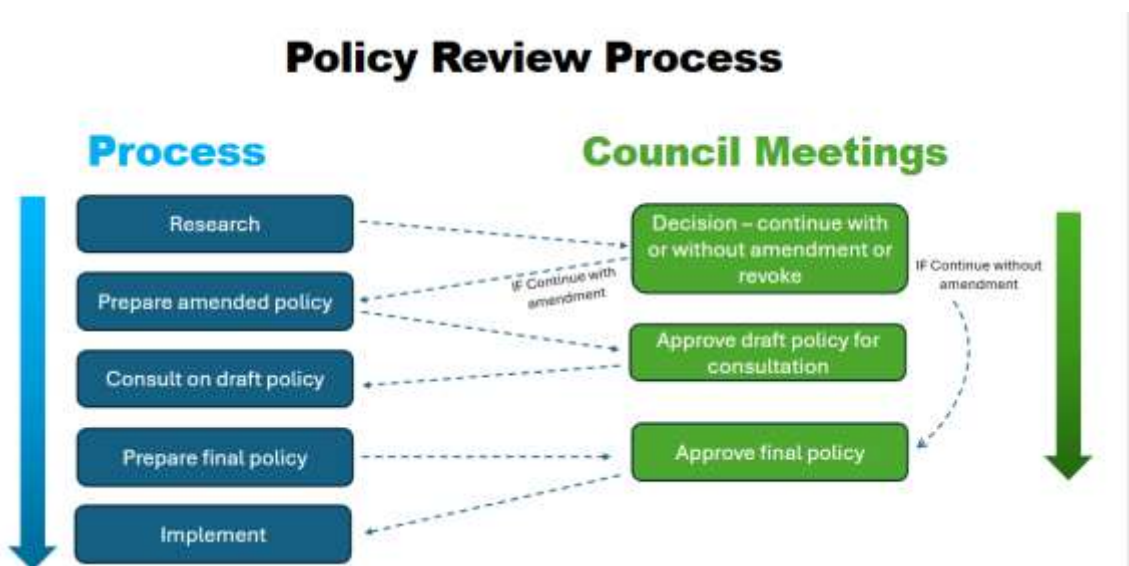 Policy Review Process
Process
Council Meetings
Research
Decision – continue with
or without amendment or
revoke
IF Continue with
amendment
IF Continue without
amendment
Prepare amended policy
Approve draft policy for
consultation
Consult on draft policy
Prepare final policy
Approve final policy
Implement